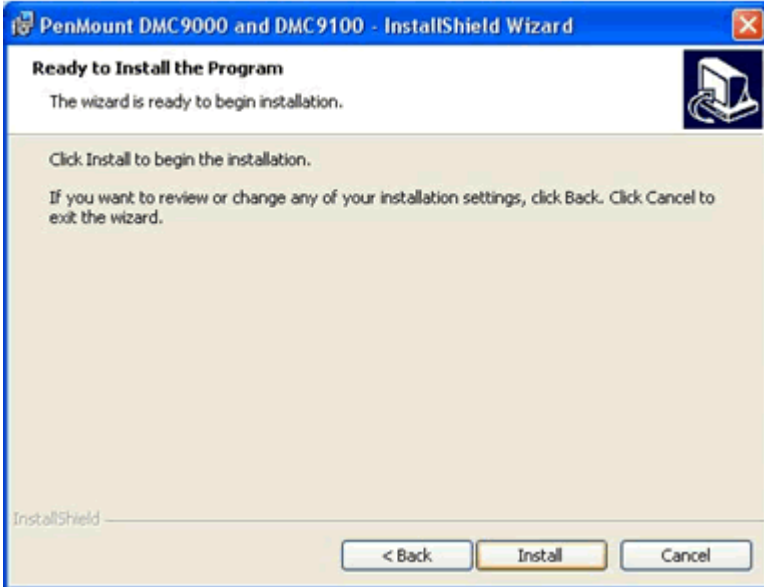 PenMount DMC9000 and DMC9100 - InstallShield Wizard
Ready to Install the Program
The wizard is ready to begin installation.
Click Install to begin the installation.
If you want to review or change any of your installation settings, click Back. Click Cancel to
exit the wizard.
InstallShield
< Back Install Cancel